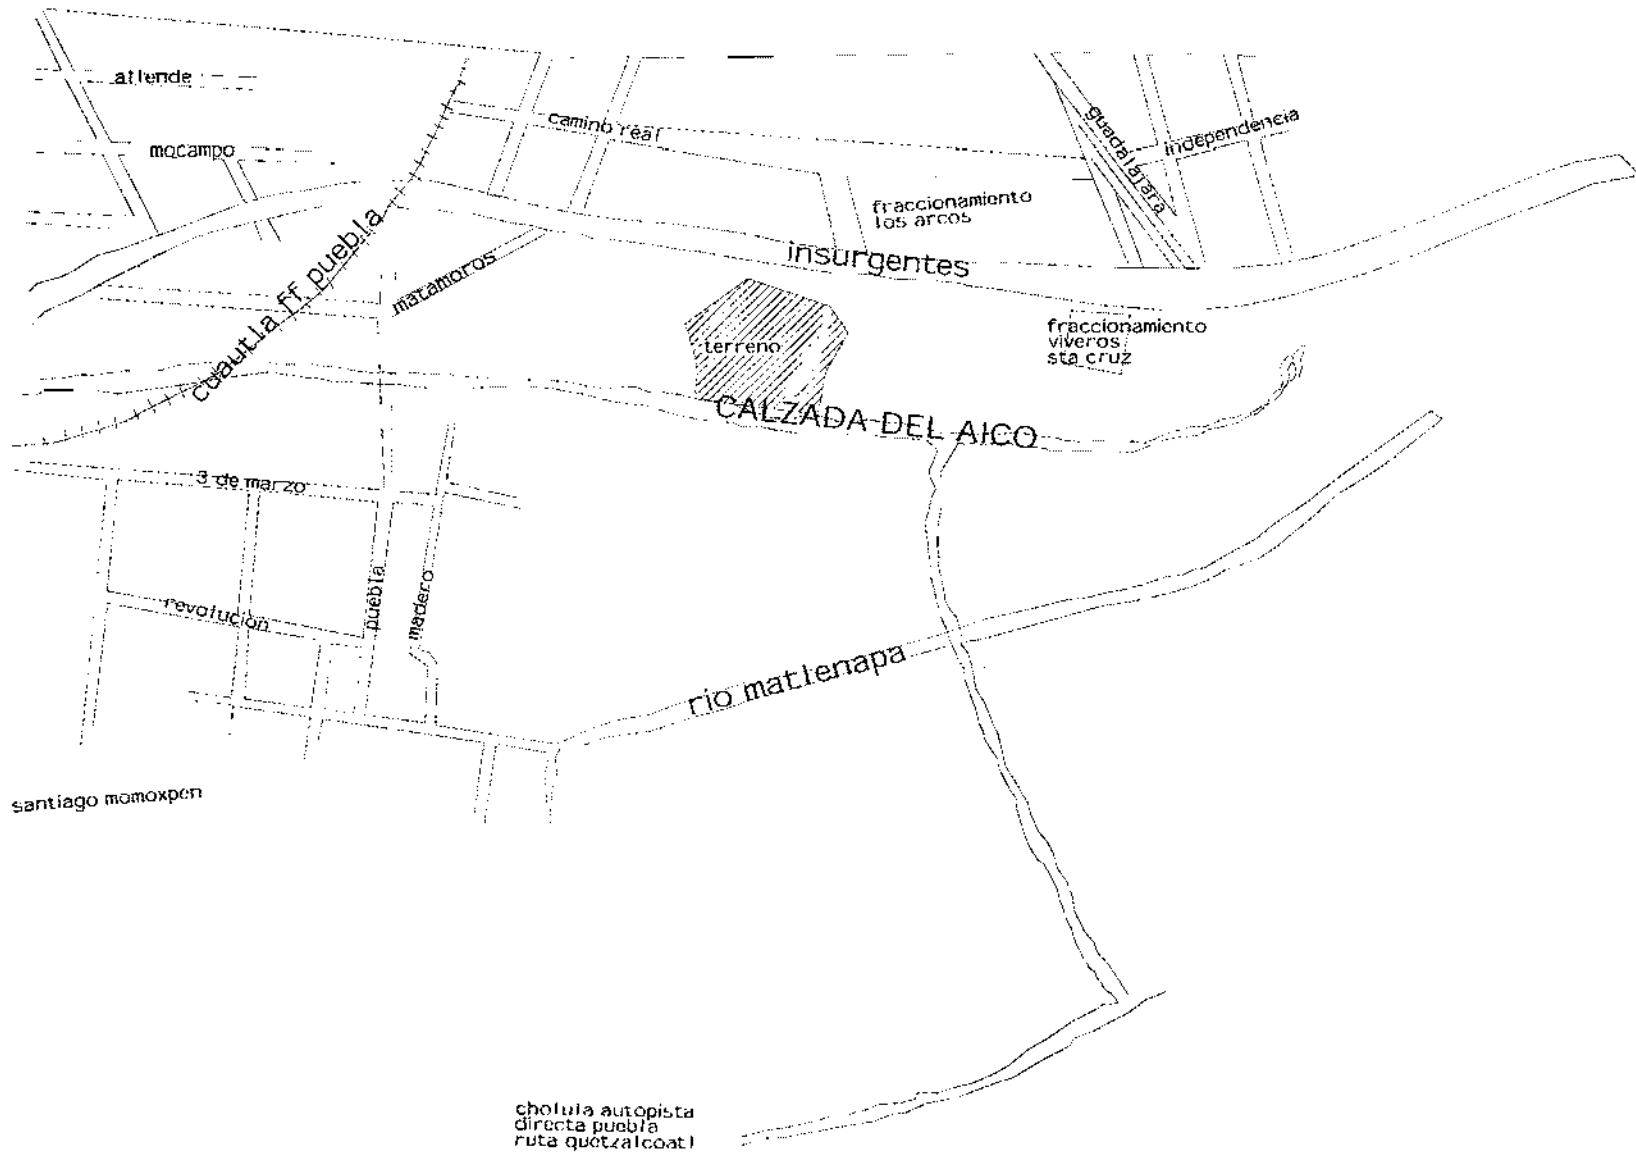 allende
mocampo
camino real
guadalajara
independencia
fraccionamiento
los arcos
cuautla ff puebla
matamoros
insurgentes
terreno
fraccionamiento
viveros
sta cruz
CALZADA DEL AICO
3 de marzo
revolucion
puebla
madero
rio matlenapa
santiago momoxpen
cholula autopista
directa puebla
ruta quetzalcoatl